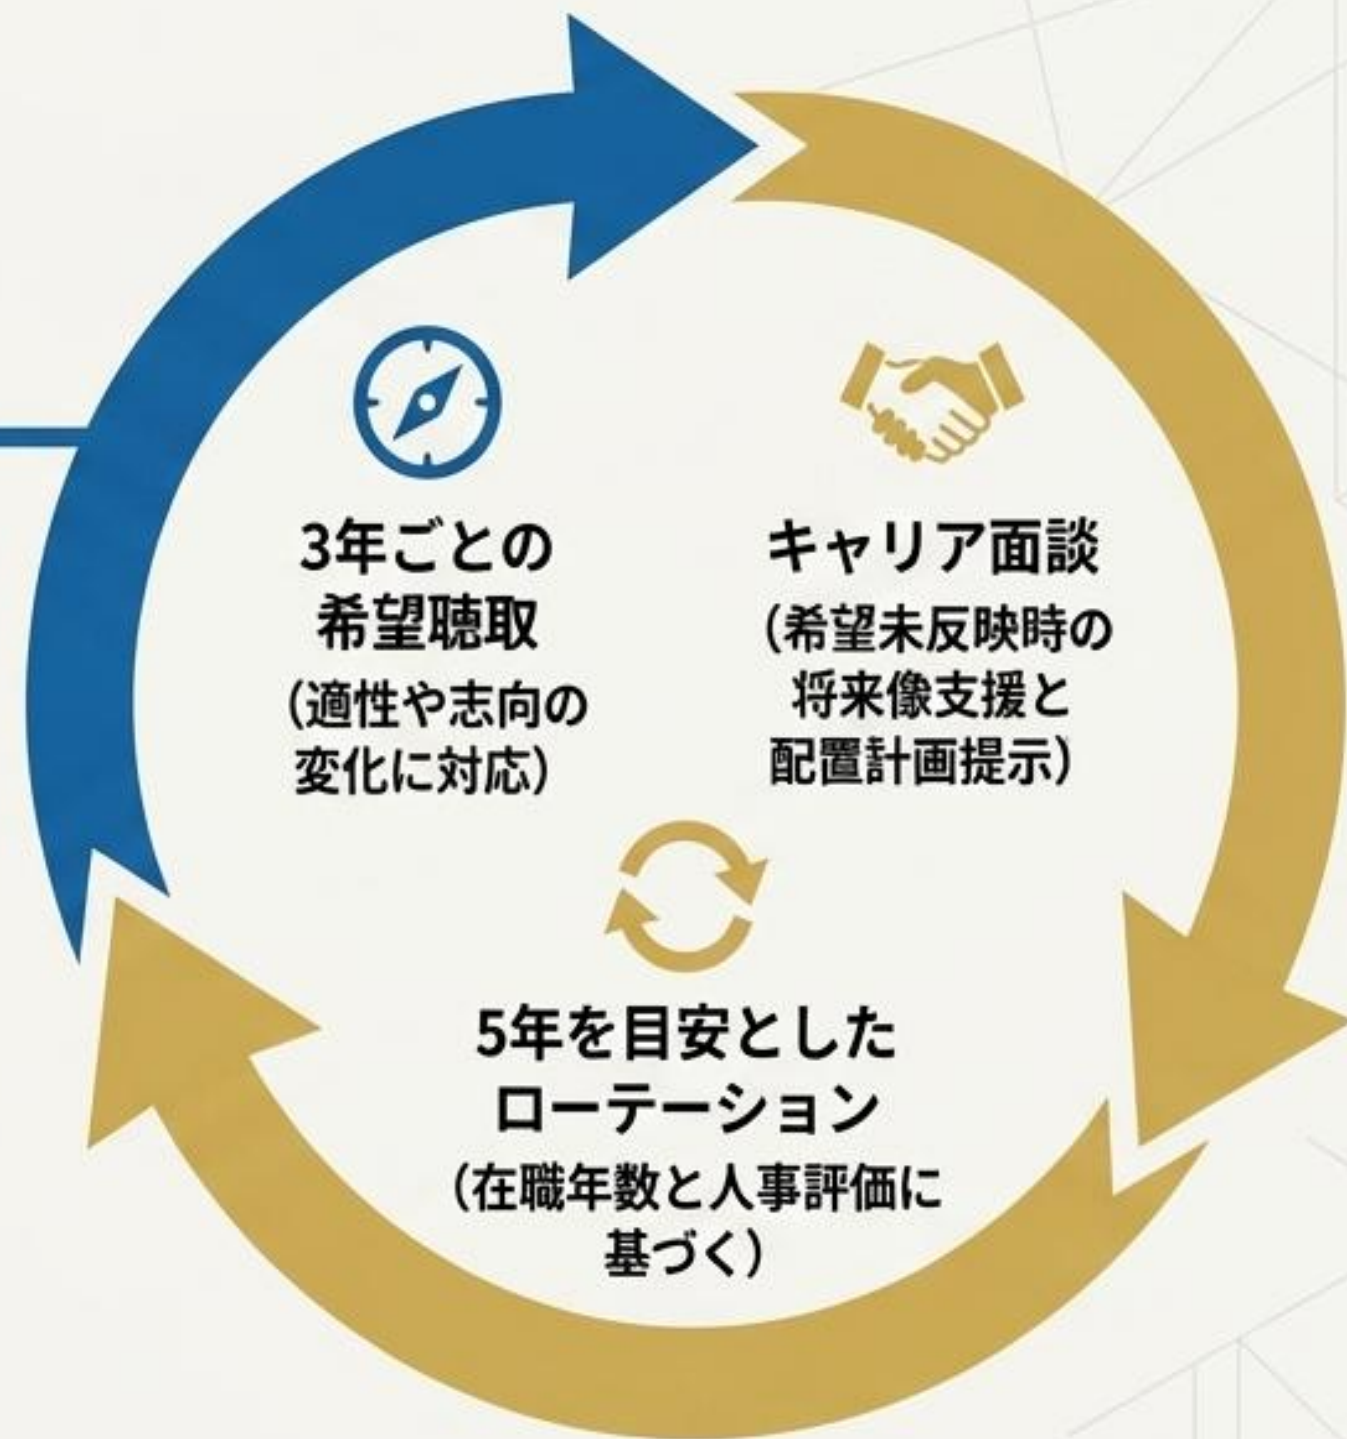 3年ごとの
希望聴取
（適性や志向の
変化に対応）
キャリア面談
（希望未反映時の
将来像支援と
配置計画提示）
5年を目安とした
ローテーション
（在職年数と人事評価に
基づく）